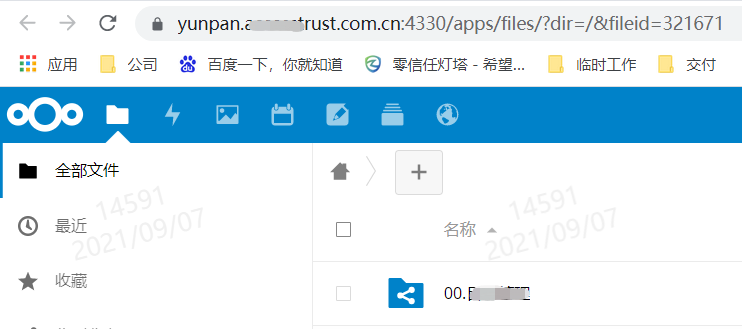 yunpan.a trust.com.cn:4330/apps/files/?dir=/&fileid=321671
应用 公司 百度一下，你就知道 零信任灯塔 - 希望... 临时工作 交付
全部文件
14591
2021/09/07
最近
收藏
名称
14591
2021/09/07
00.